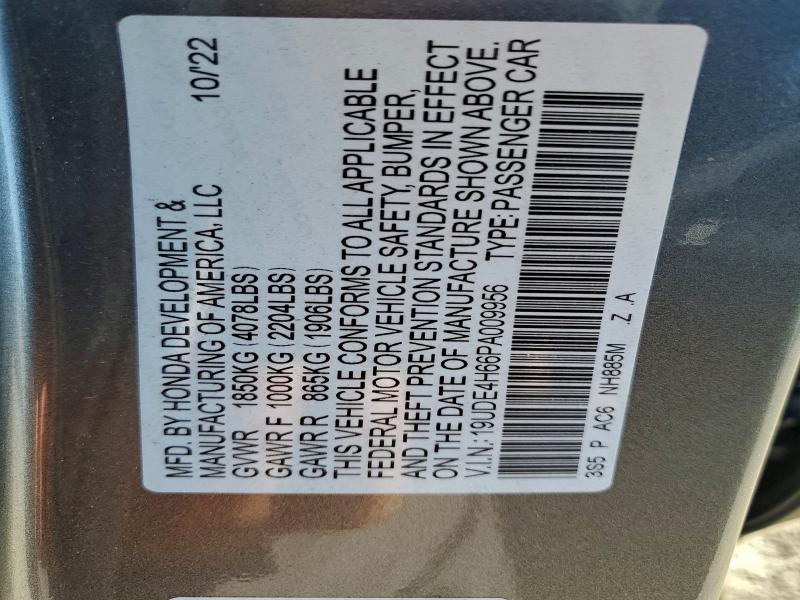 MFD. BY HONDA DEVELOPMENT &
MANUFACTURING OF AMERICA, LLC 10/'22
GVWR 1850KG (4078LBS)
GAWR F 1000KG (2204LBS)
GAWR R 865KG (1906LBS)
THIS VEHICLE CONFORMS TO ALL APPLICABLE
FEDERAL MOTOR VEHICLE SAFETY, BUMPER,
AND THEFT PREVENTION STANDARDS IN EFFECT
ON THE DATE OF MANUFACTURE SHOWN ABOVE.
V.I.N.: 19UDE4H66PA009956 TYPE: PASSENGER CAR
3S5 P AC6 NH885M .Z .A